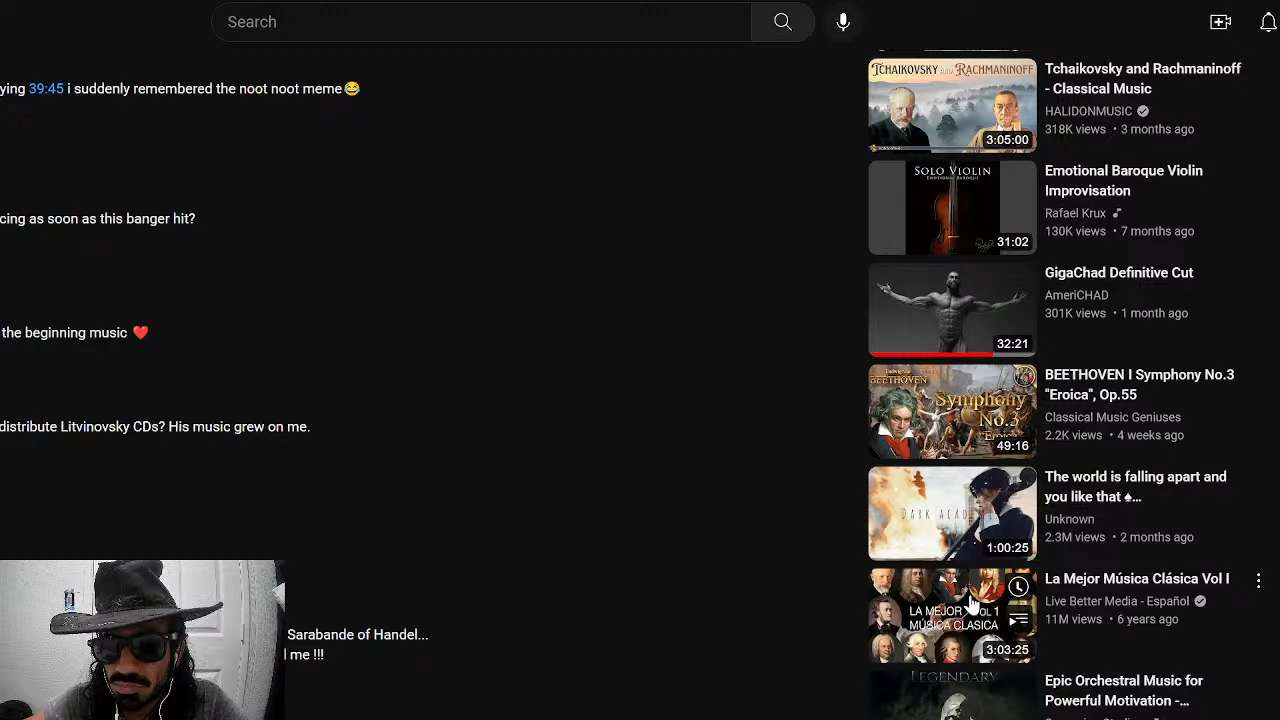 Search
ying 39:45 i suddenly remembered the noot noot meme😂
cing as soon as this banger hit?
the beginning music ❤️
distribute Litvinovsky CDs? His music grew on me.
Sarabande of Handel...
l me !!!
TCHAIKOVSKY AND RACHMANINOFF
3:05:00
Tchaikovsky and Rachmaninoff
- Classical Music
HALIDONMUSIC
318K views • 3 months ago
SOLO VIOLIN
EMOTIONAL BAROQUE
31:02
Emotional Baroque Violin
Improvisation
Rafael Krux
130K views • 7 months ago
32:21
GigaChad Definitive Cut
AmeriCHAD
301K views • 1 month ago
BEETHOVEN
Symphony
No.3
"Eroica"
49:16
BEETHOVEN I Symphony No.3
"Eroica", Op.55
Classical Music Geniuses
2.2K views • 4 weeks ago
DARK ACAD
1:00:25
The world is falling apart and
you like that ♠...
Unknown
2.3M views • 2 months ago
LA MEJOR VOL 1
MÚSICA CLASICA
3:03:25
La Mejor Música Clásica Vol I
Live Better Media - Español
11M views • 6 years ago
LEGENDARY
Epic Orchestral Music for
Powerful Motivation -...